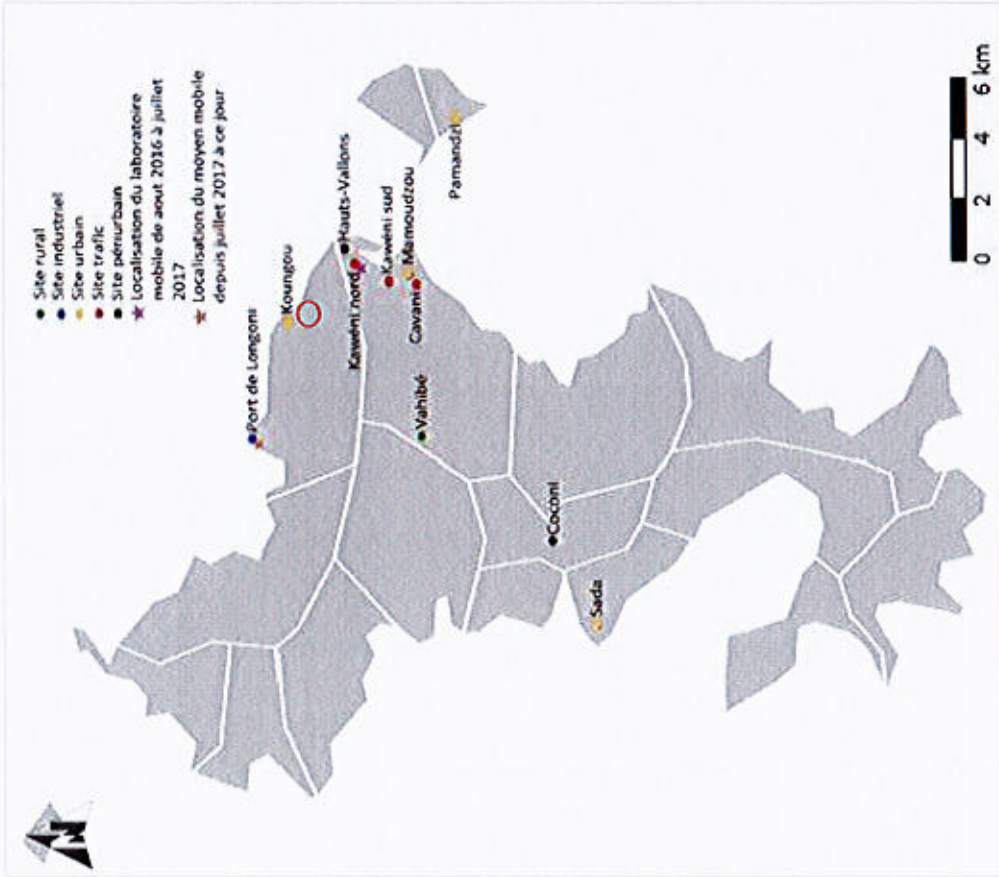 Site rural
Site industriel
Site urbain
Site trafic
Site périurbain
Localisation du laboratoire
mobile de aout 2016 à juillet
2017
Localisation du moyen mobile
depuis juillet 2017 à ce jour
N
Port de Longoni
Koungou
Hauts-Vallons
Kawéni nord
Kawéni sud
Mamoudzou
Cavani
Pamandzi
Vahibé
Coconi
Sada
0 2 4 6 km